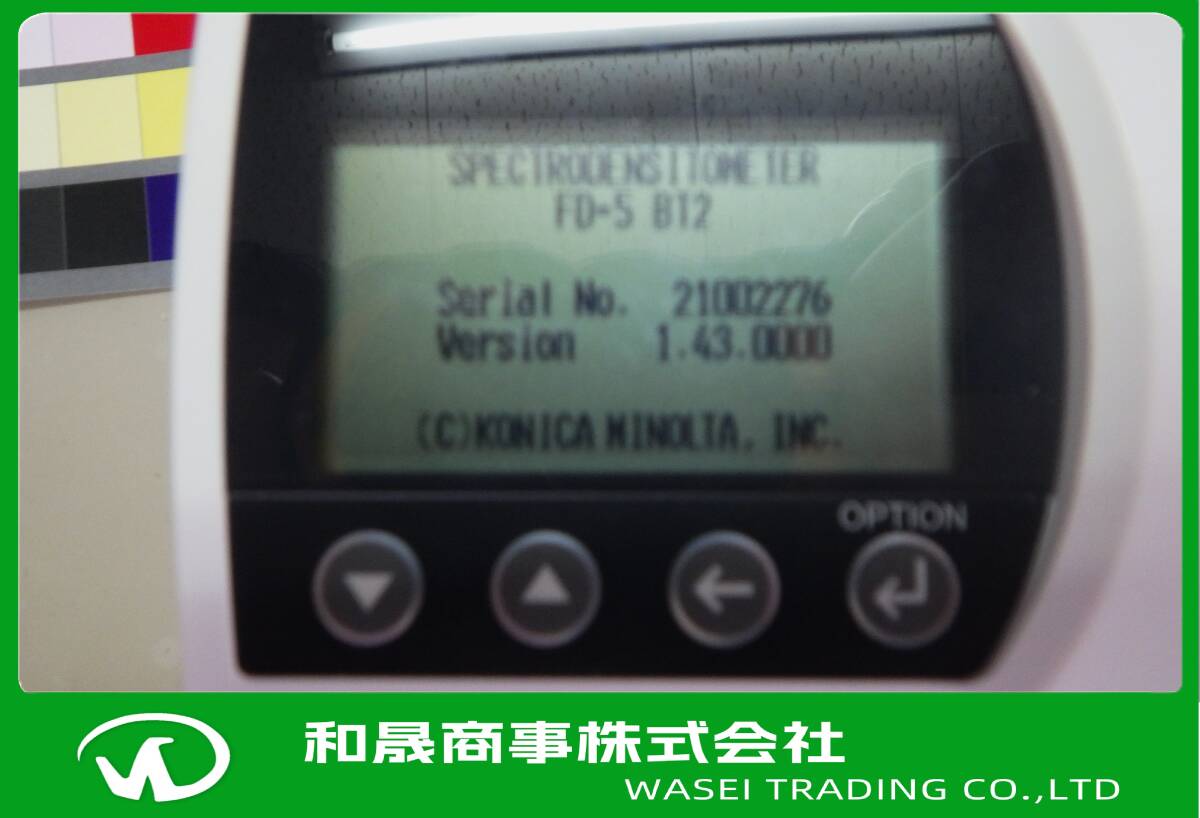 SPECTRODENSITOMETER
FD-5 BT2
Serial No. 21002276
Version 1.43.0000
(C)KONICA MINOLTA, INC.
OPTION
和晟商事株式会社
WASEI TRADING CO.,LTD